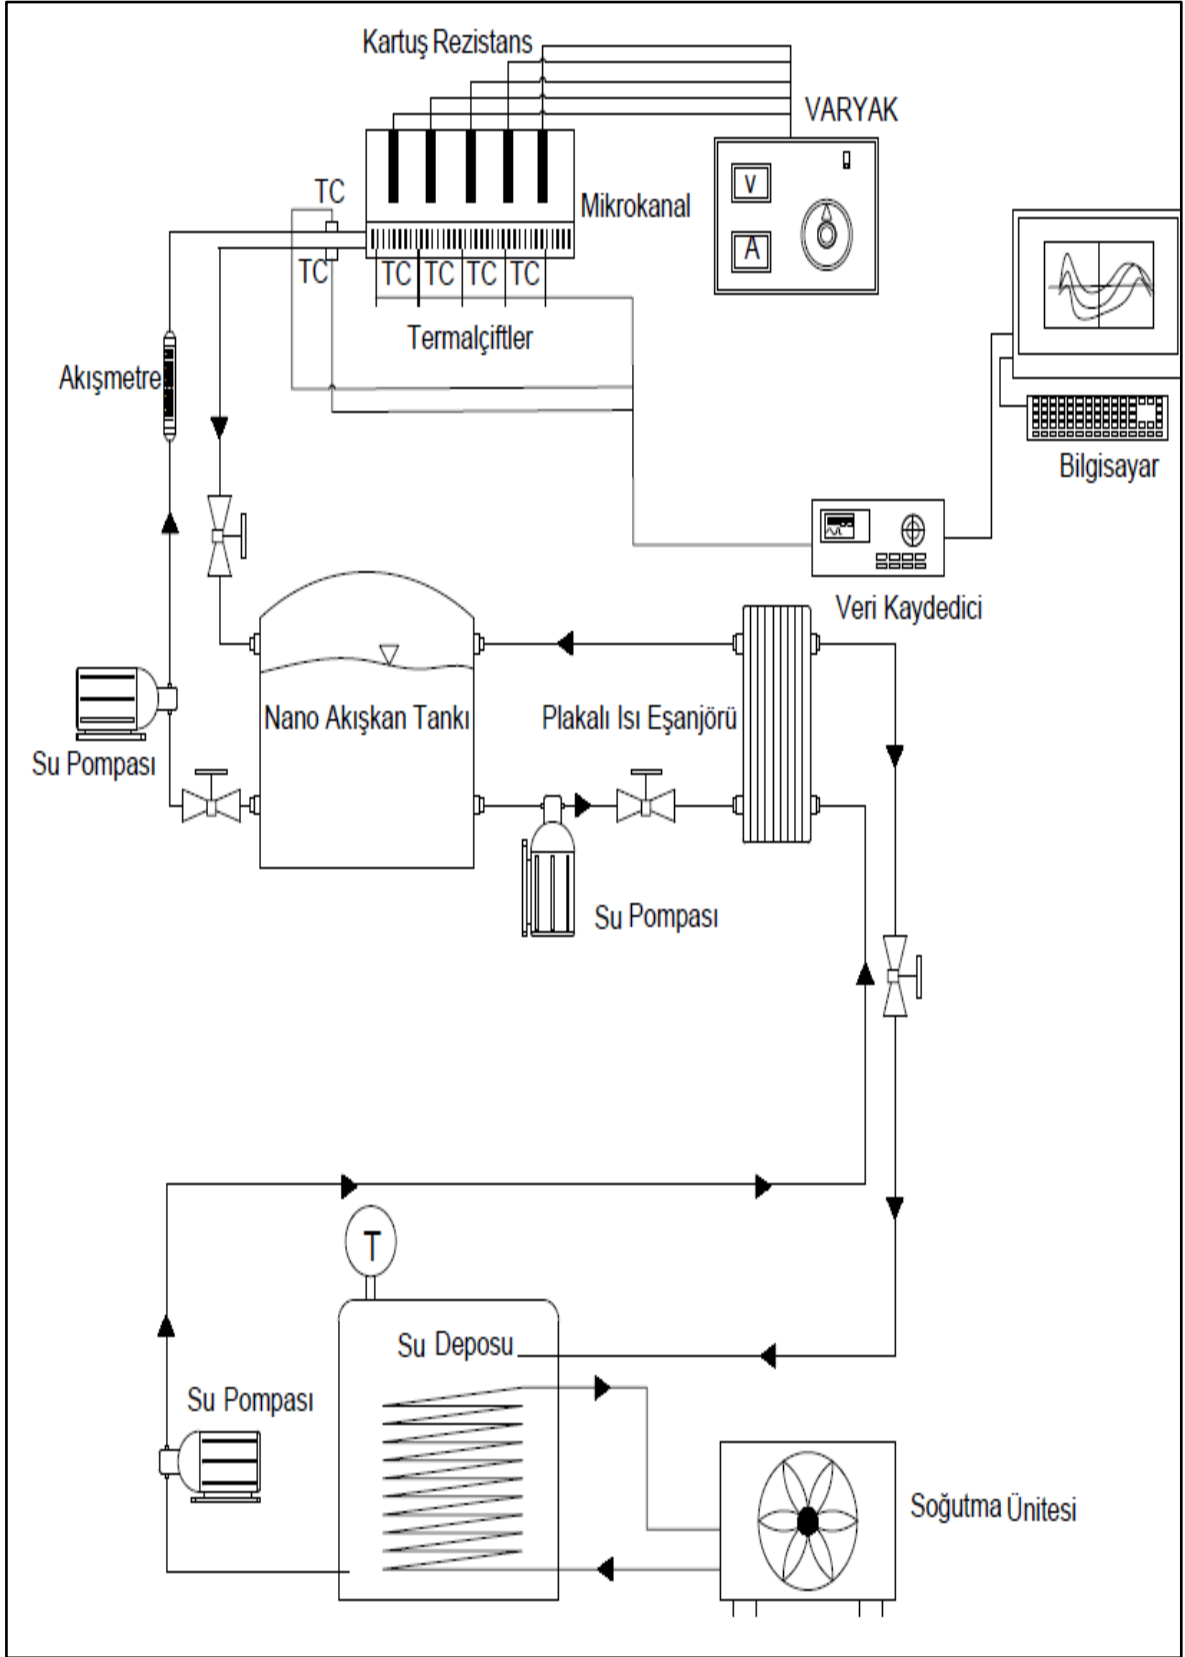 Kartuş Rezistans
VARYAK
V
A
TC
Mikrokanal
TC
TC TC TC TC
Termalçiftler
Akışmetre
Bilgisayar
Veri Kaydedici
Nano Akışkan Tankı
Plakalı Isı Eşanjörü
Su Pompası
Su Pompası
T
Su Deposu
Su Pompası
Soğutma Ünitesi